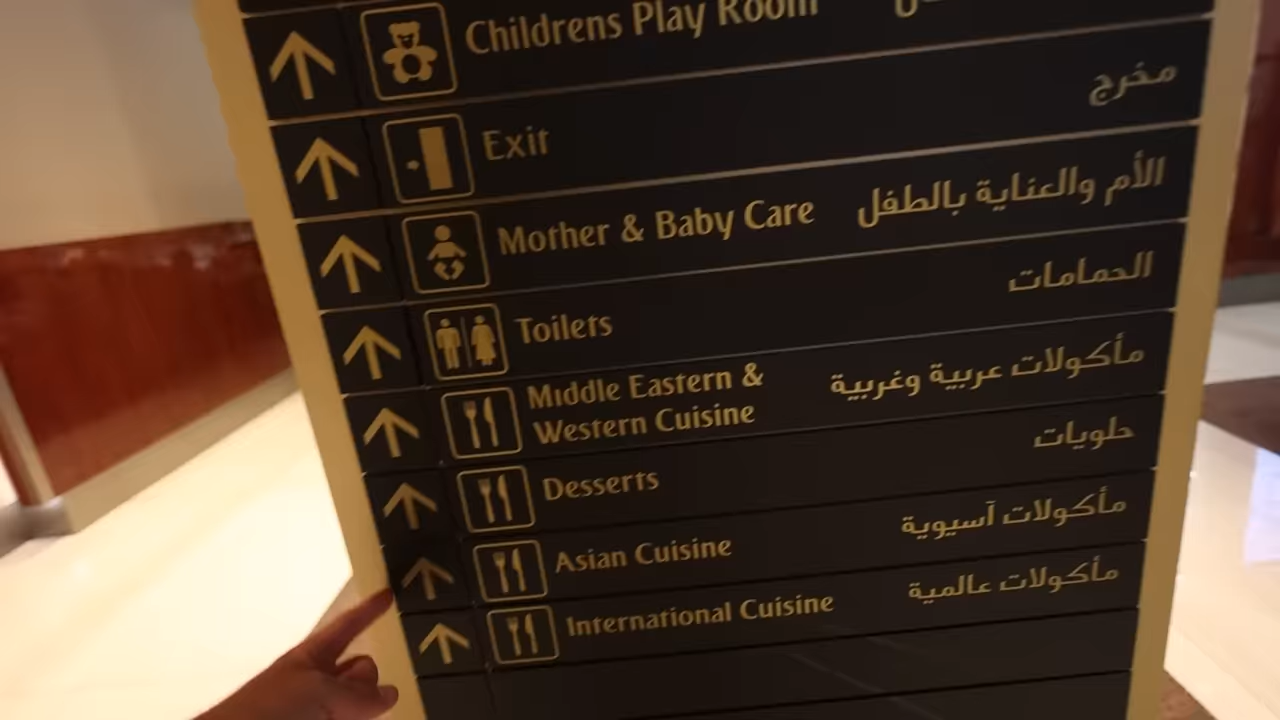 Childrens Play Room
Exit
مخرج
Mother & Baby Care
الأم والعناية بالطفل
Toilets
الحمامات
Middle Eastern &
Western Cuisine
مأكولات عربية وغربية
Desserts
حلويات
Asian Cuisine
مأكولات آسيوية
International Cuisine
مأكولات عالمية